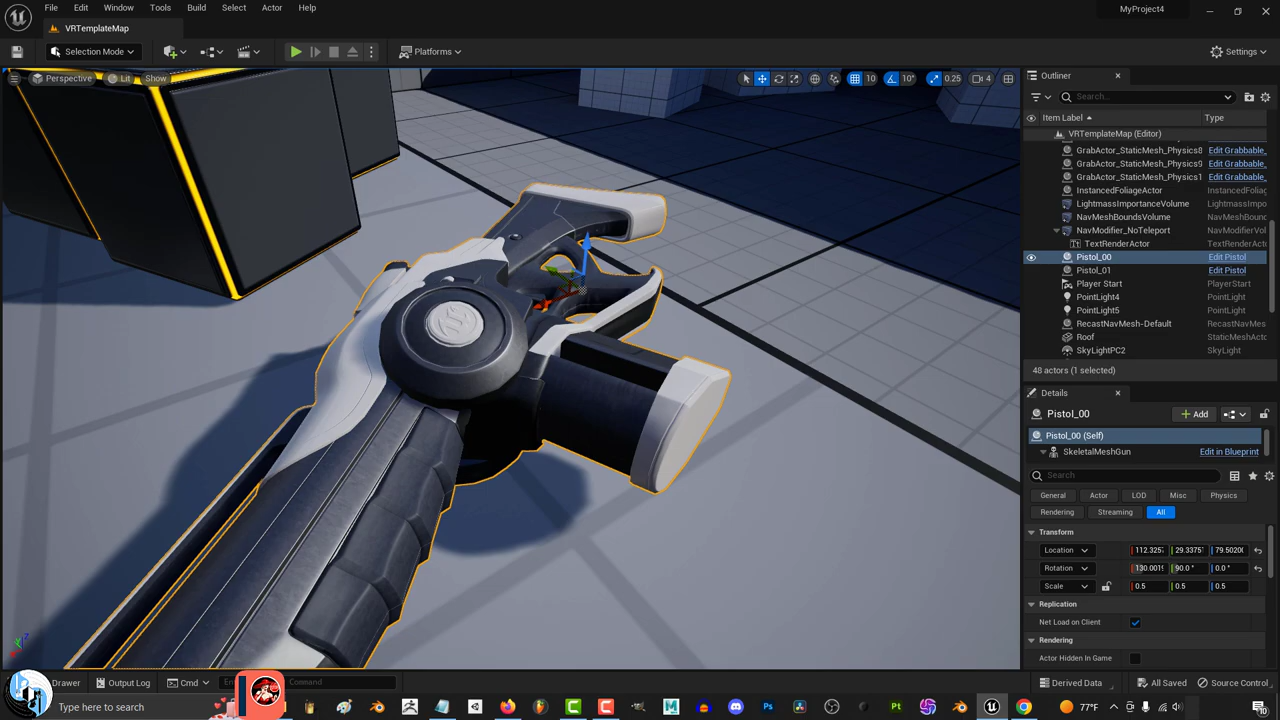 File Edit Window Tools Build Select Actor Help
MyProject4
VRTemplateMap
Selection Mode
Platforms
Settings
Perspective Lit Show
10 10° 0.25 4
Outliner
Search...
Item Label Type
VRTemplateMap (Editor)
GrabActor_StaticMesh_Physics8 Edit Grabbable_
GrabActor_StaticMesh_Physics9 Edit Grabbable_
GrabActor_StaticMesh_Physics1 Edit Grabbable_
InstancedFoliageActor InstancedFoliag
LightmassImportanceVolume LightmassImpo
NavMeshBoundsVolume NavMeshBound
NavModifier_NoTeleport NavModifierVol
TextRenderActor TextRenderActo
Pistol_00 Edit Pistol
Pistol_01 Edit Pistol
Player Start PlayerStart
PointLight4 PointLight
PointLight5 PointLight
RecastNavMesh-Default RecastNavMes
Roof StaticMeshActo
SkyLightPC2 SkyLight
48 actors (1 selected)
Details
Pistol_00
Add
Pistol_00 (Self)
SkeletalMeshGun Edit in Blueprint
Search
General Actor LOD Misc Physics
Rendering Streaming All
Transform
Location 112.325 29.3375 79.5020
Rotation 130.0019 90.0 ° 0.0 °
Scale 0.5 0.5 0.5
Replication
Net Load on Client
Rendering
Actor Hidden In Game
Drawer Output Log Cmd Command
Derived Data All Saved Source Control
Type here to search
77°F